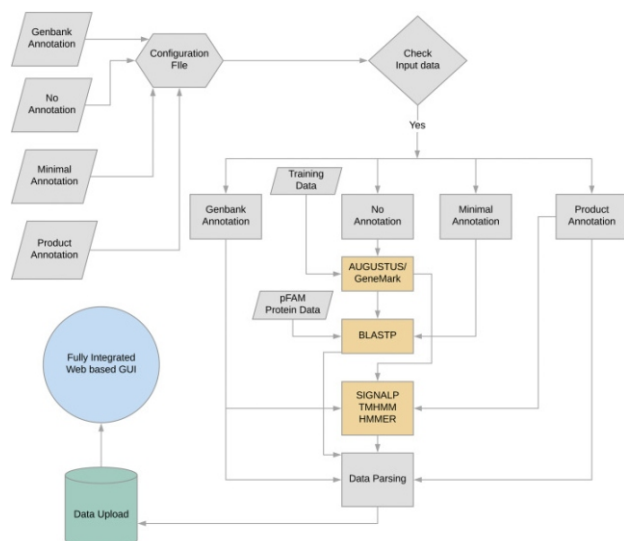 Genbank
Annotation
No
Annotation
Minimal
Annotation
Product
Annotation
Configuration
FIle
Check
Input data
Yes
Training
Data
Genbank
Annotation
No
Annotation
Minimal
Annotation
Product
Annotation
AUGUSTUS/
GeneMark
pFAM
Protein Data
BLASTP
SIGNALP
TMHMM
HMMER
Data Parsing
Fully Integrated
Web based GUI
Data Upload